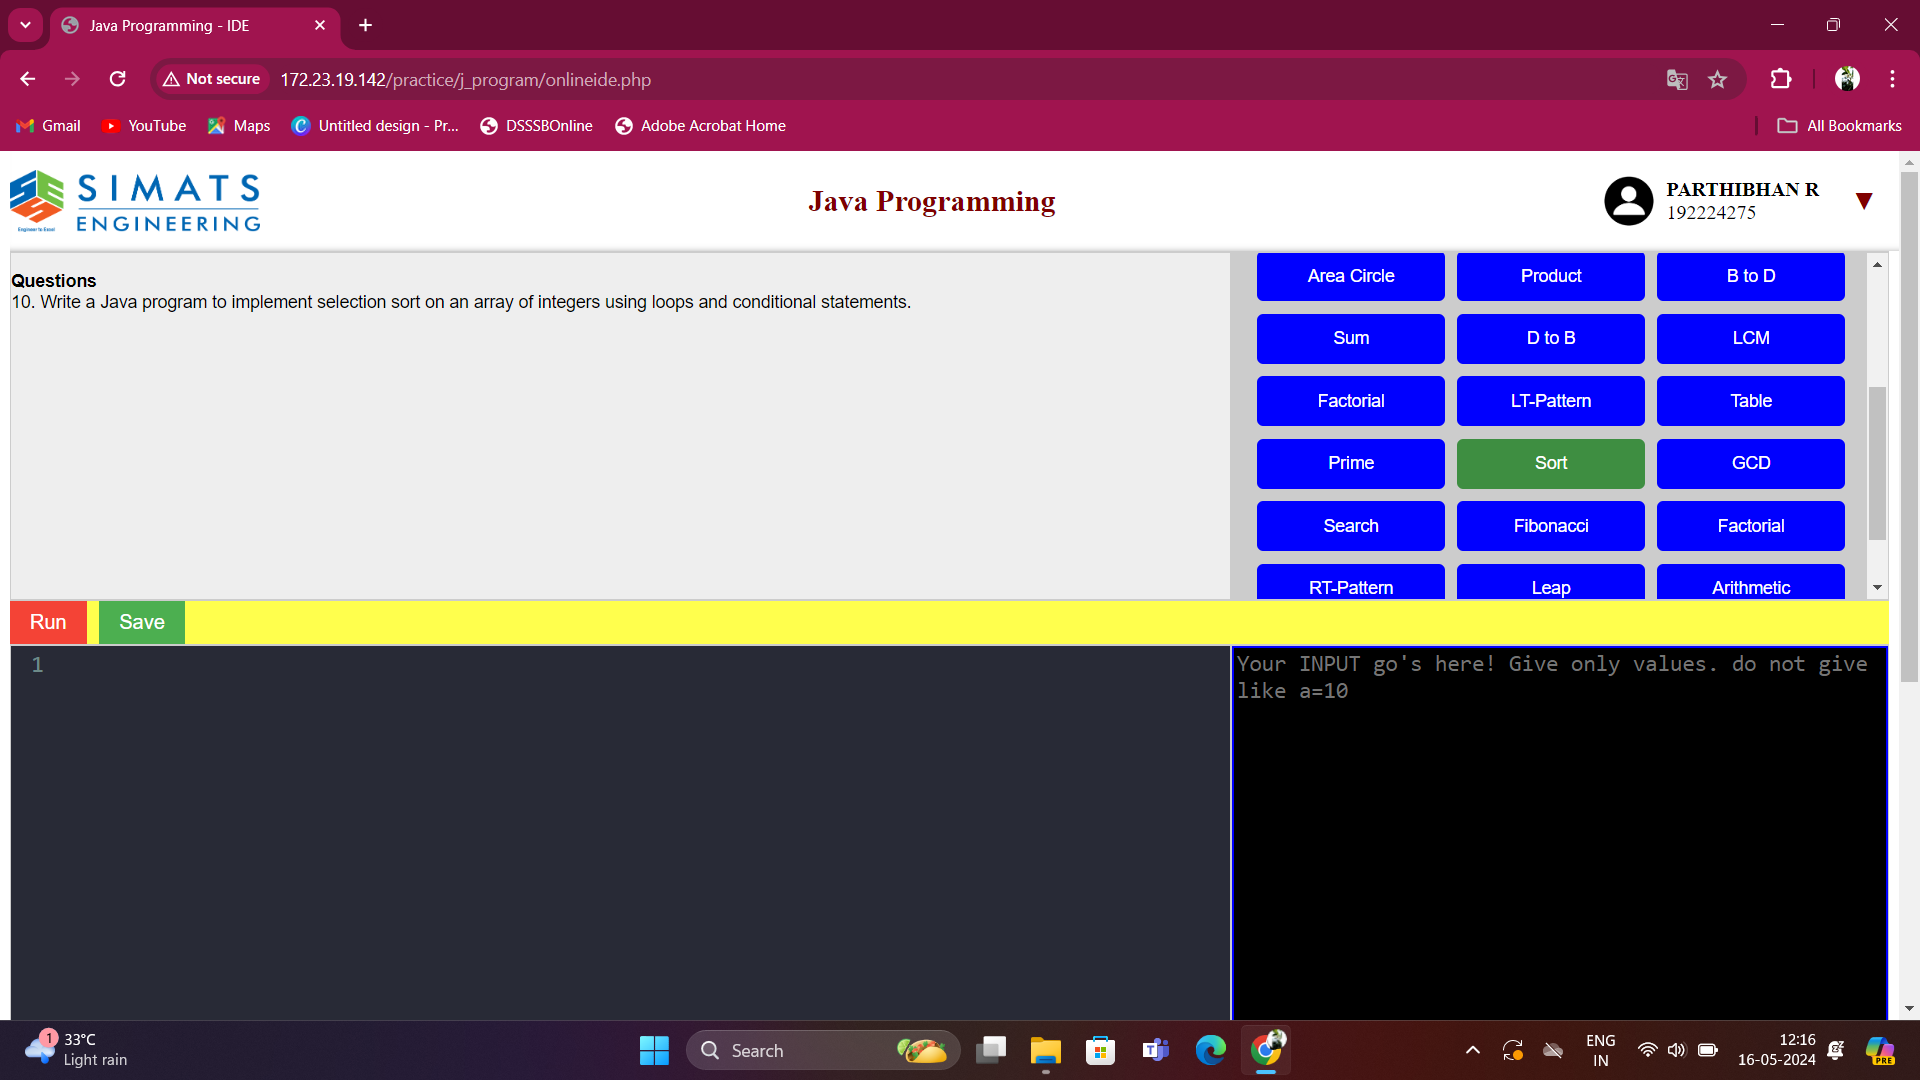 Java Programming - IDE
Not secure
172.23.19.142/practice/j_program/onlineide.php
Gmail
YouTube
Maps
Untitled design - Pr...
DSSSBOnline
Adobe Acrobat Home
All Bookmarks
SIMATS
ENGINEERING
Engineer to Excel
Java Programming
PARTHIBHAN R
192224275
Questions
10. Write a Java program to implement selection sort on an array of integers using loops and conditional statements.
Area Circle
Product
B to D
Sum
D to B
LCM
Factorial
LT-Pattern
Table
Prime
Sort
GCD
Search
Fibonacci
Factorial
RT-Pattern
Leap
Arithmetic
Run
Save
1
Your INPUT go's here! Give only values. do not give
like a=10
1
33°C
Light rain
Search
ENG
IN
12:16
16-05-2024
PRE